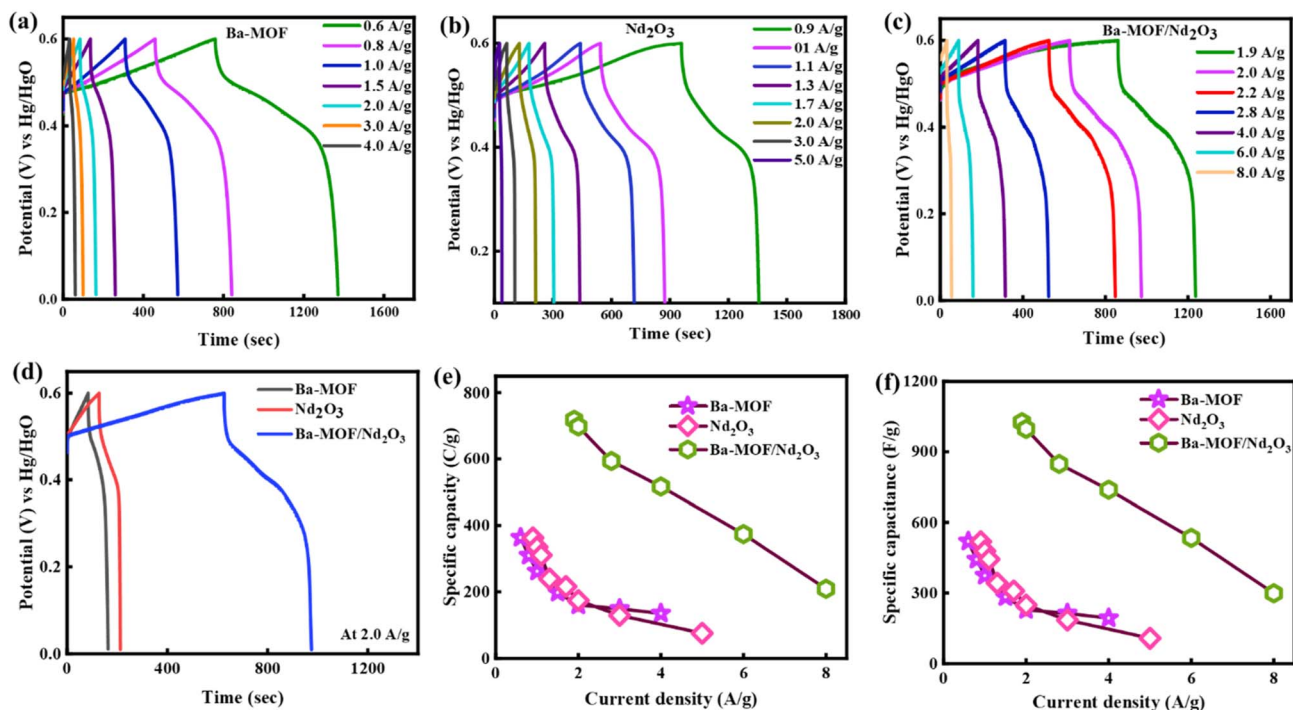 (a)
Ba-MOF
0.6 A/g
0.8 A/g
1.0 A/g
1.5 A/g
2.0 A/g
3.0 A/g
4.0 A/g
Potential (V) vs Hg/HgO
0.6
0.4
0.2
0.0
0 400 800 1200 1600
Time (sec)
(b)
Nd₂O₃
0.9 A/g
01 A/g
1.1 A/g
1.3 A/g
1.7 A/g
2.0 A/g
3.0 A/g
5.0 A/g
Potential (V) vs Hg/HgO
0.6
0.4
0.2
0 300 600 900 1200 1500 1800
Time (sec)
(c)
Ba-MOF/Nd₂O₃
1.9 A/g
2.0 A/g
2.2 A/g
2.8 A/g
4.0 A/g
6.0 A/g
8.0 A/g
Potential (V) vs Hg/HgO
0.6
0.4
0.2
0.0
0 400 800 1200 1600
Time (sec)
(d)
Ba-MOF
Nd₂O₃
Ba-MOF/Nd₂O₃
At 2.0 A/g
Potential (V) vs Hg/HgO
0.6
0.4
0.2
0.0
0 400 800 1200
Time (sec)
(e)
Ba-MOF
Nd₂O₃
Ba-MOF/Nd₂O₃
Specific capacity (C/g)
800
600
400
200
0
0 2 4 6 8
Current density (A/g)
(f)
Ba-MOF
Nd₂O₃
Ba-MOF/Nd₂O₃
Specific capacitance (F/g)
1200
900
600
300
0
0 2 4 6 8
Current density (A/g)